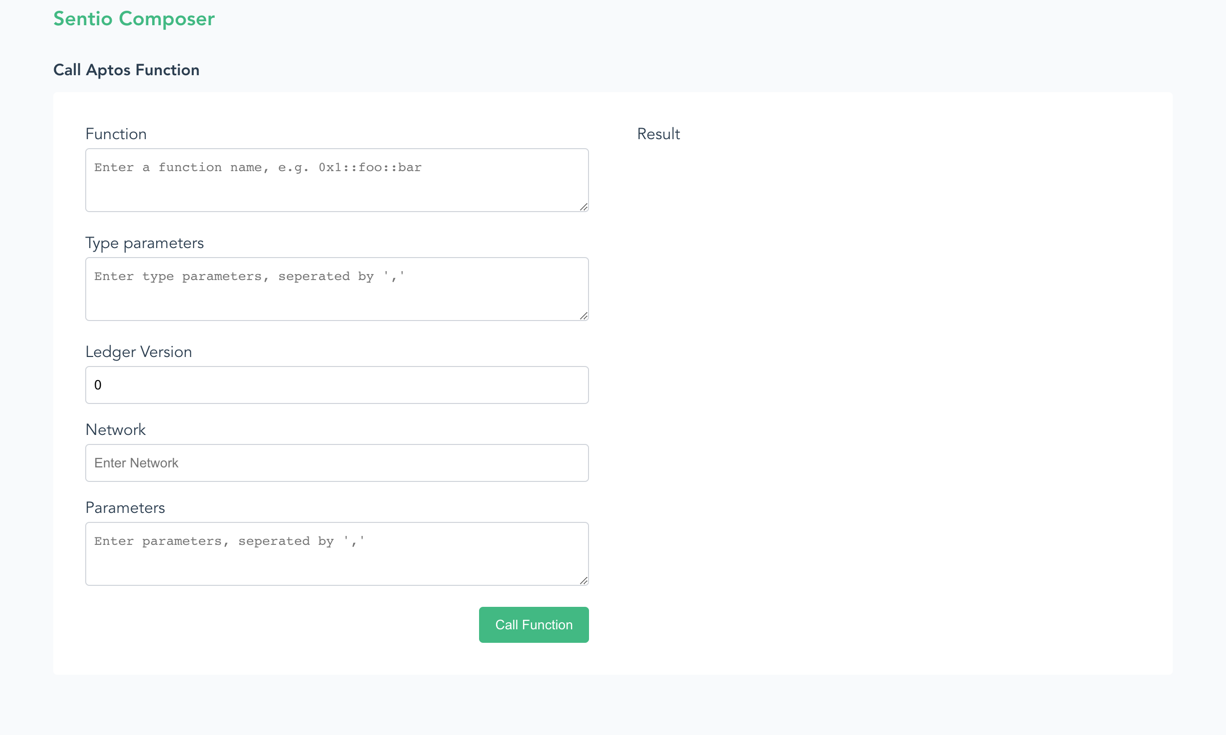 Sentio Composer
Call Aptos Function
Function
Enter a function name, e.g. 0x1::foo::bar
Type parameters
Enter type parameters, seperated by ','
Ledger Version
0
Network
Enter Network
Parameters
Enter parameters, seperated by ','
Call Function
Result